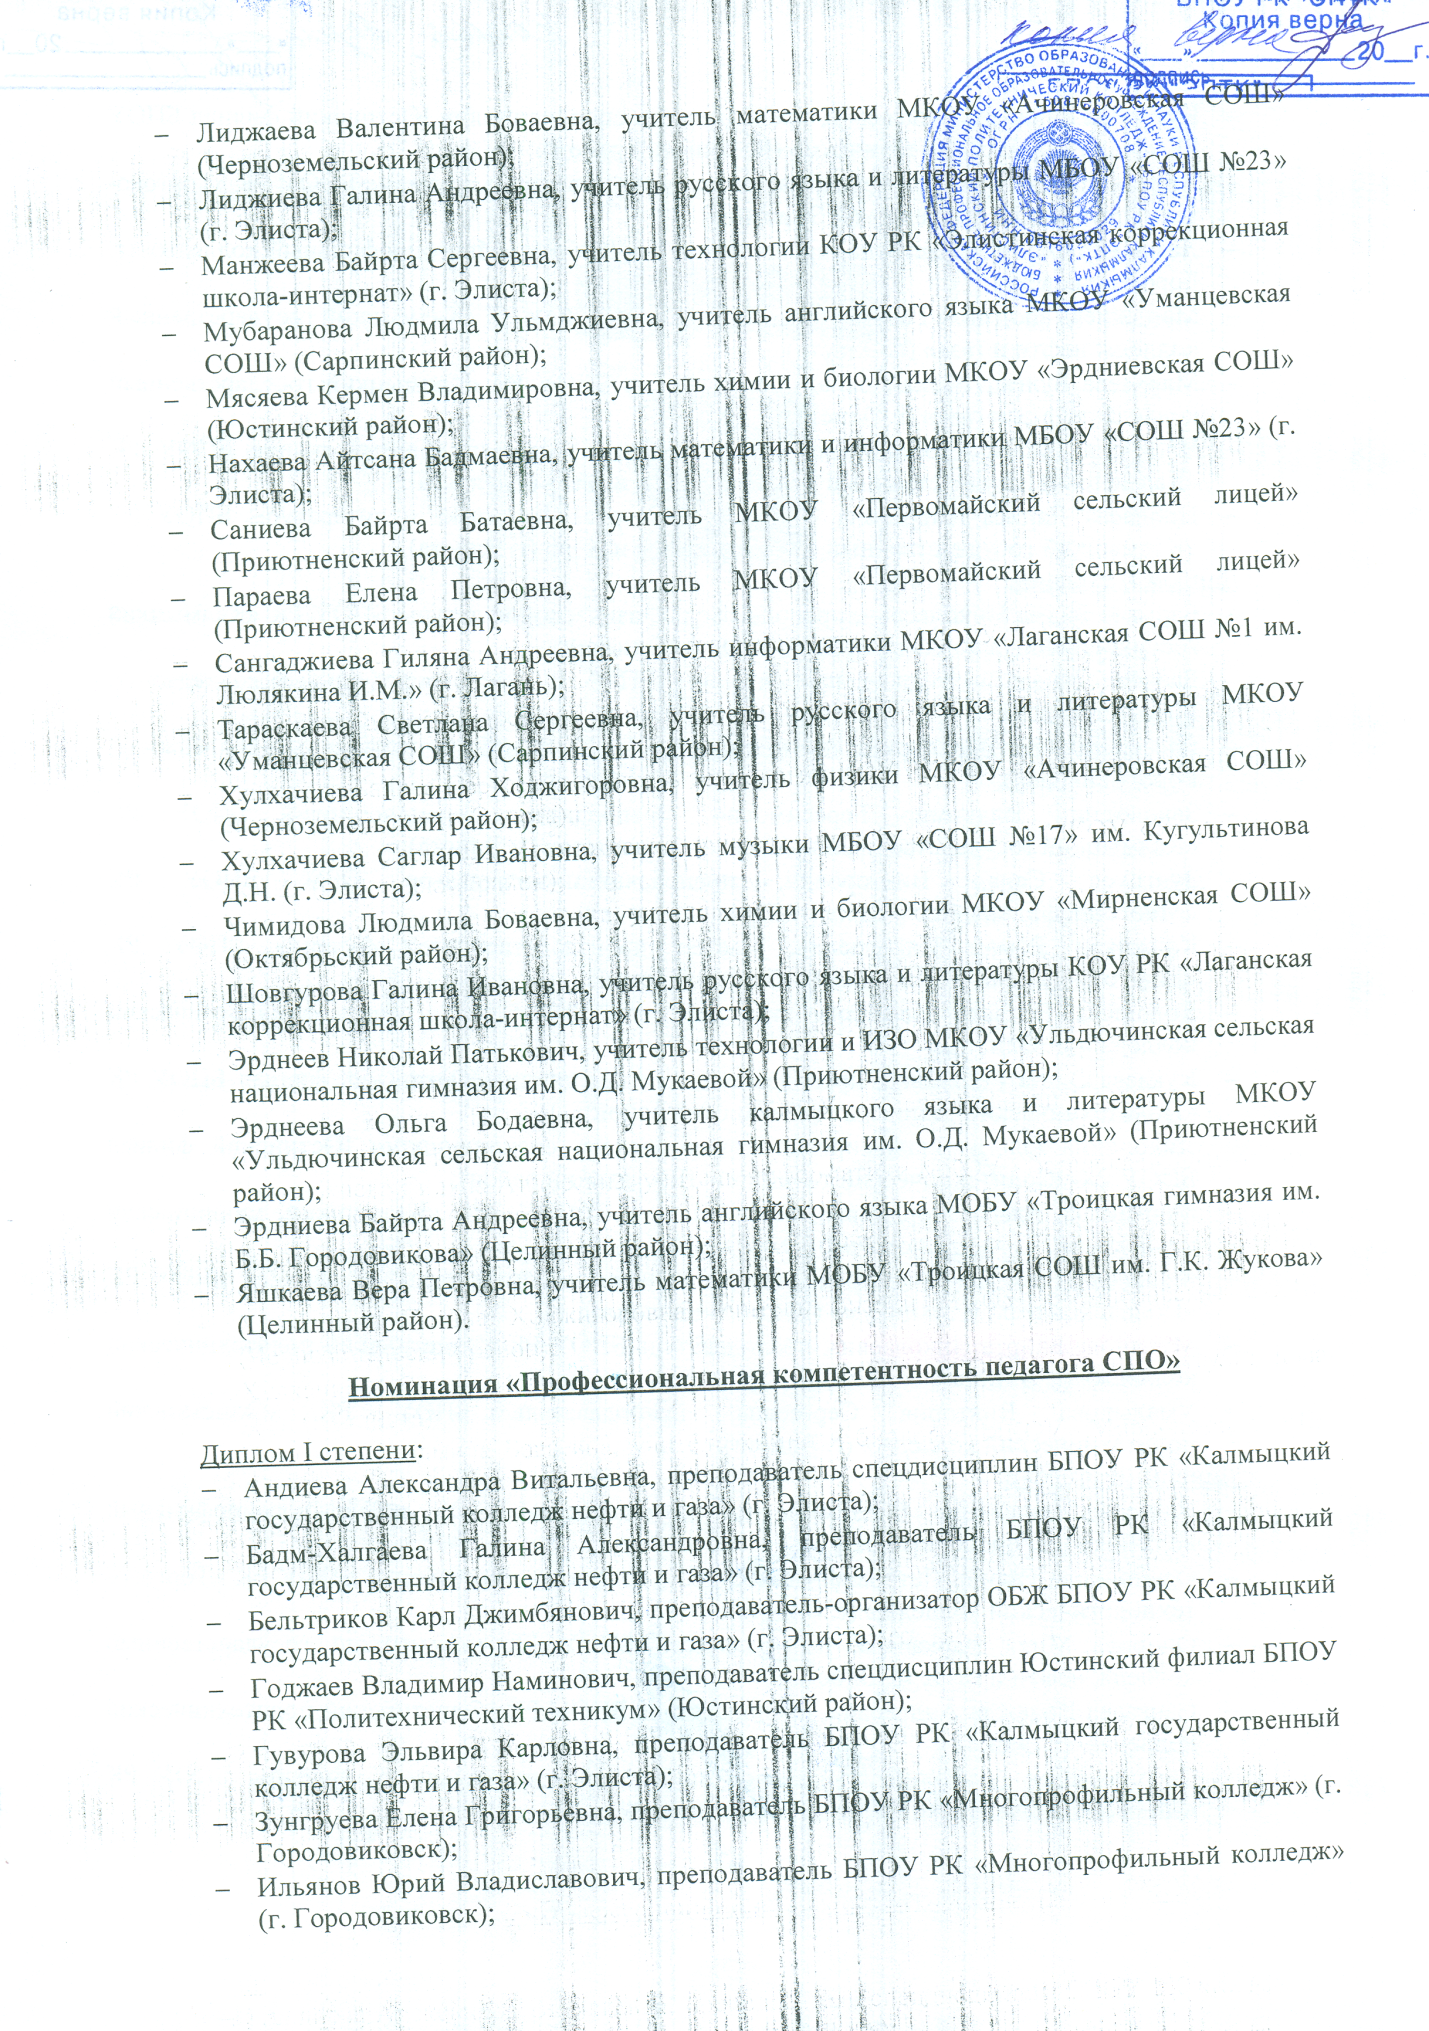 Копия верна
копия верна
20__г.
подпись
– Лиджаева Валентина Боваевна, учитель математики МКОУ «Ачинеровская СОШ»
(Черноземельский район);
– Лиджиева Галина Андреевна, учитель русского языка и литературы МБОУ «СОШ №23»
(г. Элиста);
– Манжеева Байрта Сергеевна, учитель технологии КОУ РК «Элистинская коррекционная
школа-интернат» (г. Элиста);
– Мубаранова Людмила Ульмджиевна, учитель английского языка МКОУ «Уманцевская
СОШ» (Сарпинский район);
– Мясяева Кермен Владимировна, учитель химии и биологии МКОУ «Эрдниевская СОШ»
(Юстинский район);
– Нахаева Айтсана Бадмаевна, учитель математики и информатики МБОУ «СОШ №23» (г.
Элиста);
– Саниева Байрта Батаевна, учитель МКОУ «Первомайский сельский лицей»
(Приютненский район);
– Параева Елена Петровна, учитель МКОУ «Первомайский сельский лицей»
(Приютненский район);
– Сангаджиева Гиляна Андреевна, учитель информатики МКОУ «Лаганская СОШ №1 им.
Люлякина И.М.» (г. Лагань);
– Тараскаева Светлана Сергеевна, учитель русского языка и литературы МКОУ
«Уманцевская СОШ» (Сарпинский район);
– Хулхачиева Галина Ходжигоровна, учитель физики МКОУ «Ачинеровская СОШ»
(Черноземельский район);
– Хулхачиева Саглар Ивановна, учитель музыки МБОУ «СОШ №17» им. Кугультинова
Д.Н. (г. Элиста);
– Чимидова Людмила Боваевна, учитель химии и биологии МКОУ «Мирненская СОШ»
(Октябрьский район);
– Шовгурова Галина Ивановна, учитель русского языка и литературы КОУ РК «Лаганская
коррекционная школа-интернат» (г. Элиста);
– Эрднеев Николай Патькович, учитель технологии и ИЗО МКОУ «Ульдючинская сельская
национальная гимназия им. О.Д. Мукаевой» (Приютненский район);
– Эрднеева Ольга Бодаевна, учитель калмыцкого языка и литературы МКОУ
«Ульдючинская сельская национальная гимназия им. О.Д. Мукаевой» (Приютненский
район);
– Эрдниева Байрта Андреевна, учитель английского языка МОБУ «Троицкая гимназия им.
Б.Б. Городовикова» (Целинный район);
– Яшкаева Вера Петровна, учитель математики МОБУ «Троицкая СОШ им. Г.К. Жукова»
(Целинный район).
Номинация «Профессиональная компетентность педагога СПО»
Диплом I степени:
– Андиева Александра Витальевна, преподаватель спецдисциплин БПОУ РК «Калмыцкий
государственный колледж нефти и газа» (г. Элиста);
– Бадм-Халгаева Галина Александровна, преподаватель БПОУ РК «Калмыцкий
государственный колледж нефти и газа» (г. Элиста);
– Бельтриков Карл Джимбянович, преподаватель-организатор ОБЖ БПОУ РК «Калмыцкий
государственный колледж нефти и газа» (г. Элиста);
– Годжаев Владимир Наминович, преподаватель спецдисциплин Юстинский филиал БПОУ
РК «Политехнический техникум» (Юстинский район);
– Гувурова Эльвира Карловна, преподаватель БПОУ РК «Калмыцкий государственный
колледж нефти и газа» (г. Элиста);
– Зунгруева Елена Григорьевна, преподаватель БПОУ РК «Многопрофильный колледж» (г.
Городовиковск);
– Ильянов Юрий Владиславович, преподаватель БПОУ РК «Многопрофильный колледж»
(г. Городовиковск);